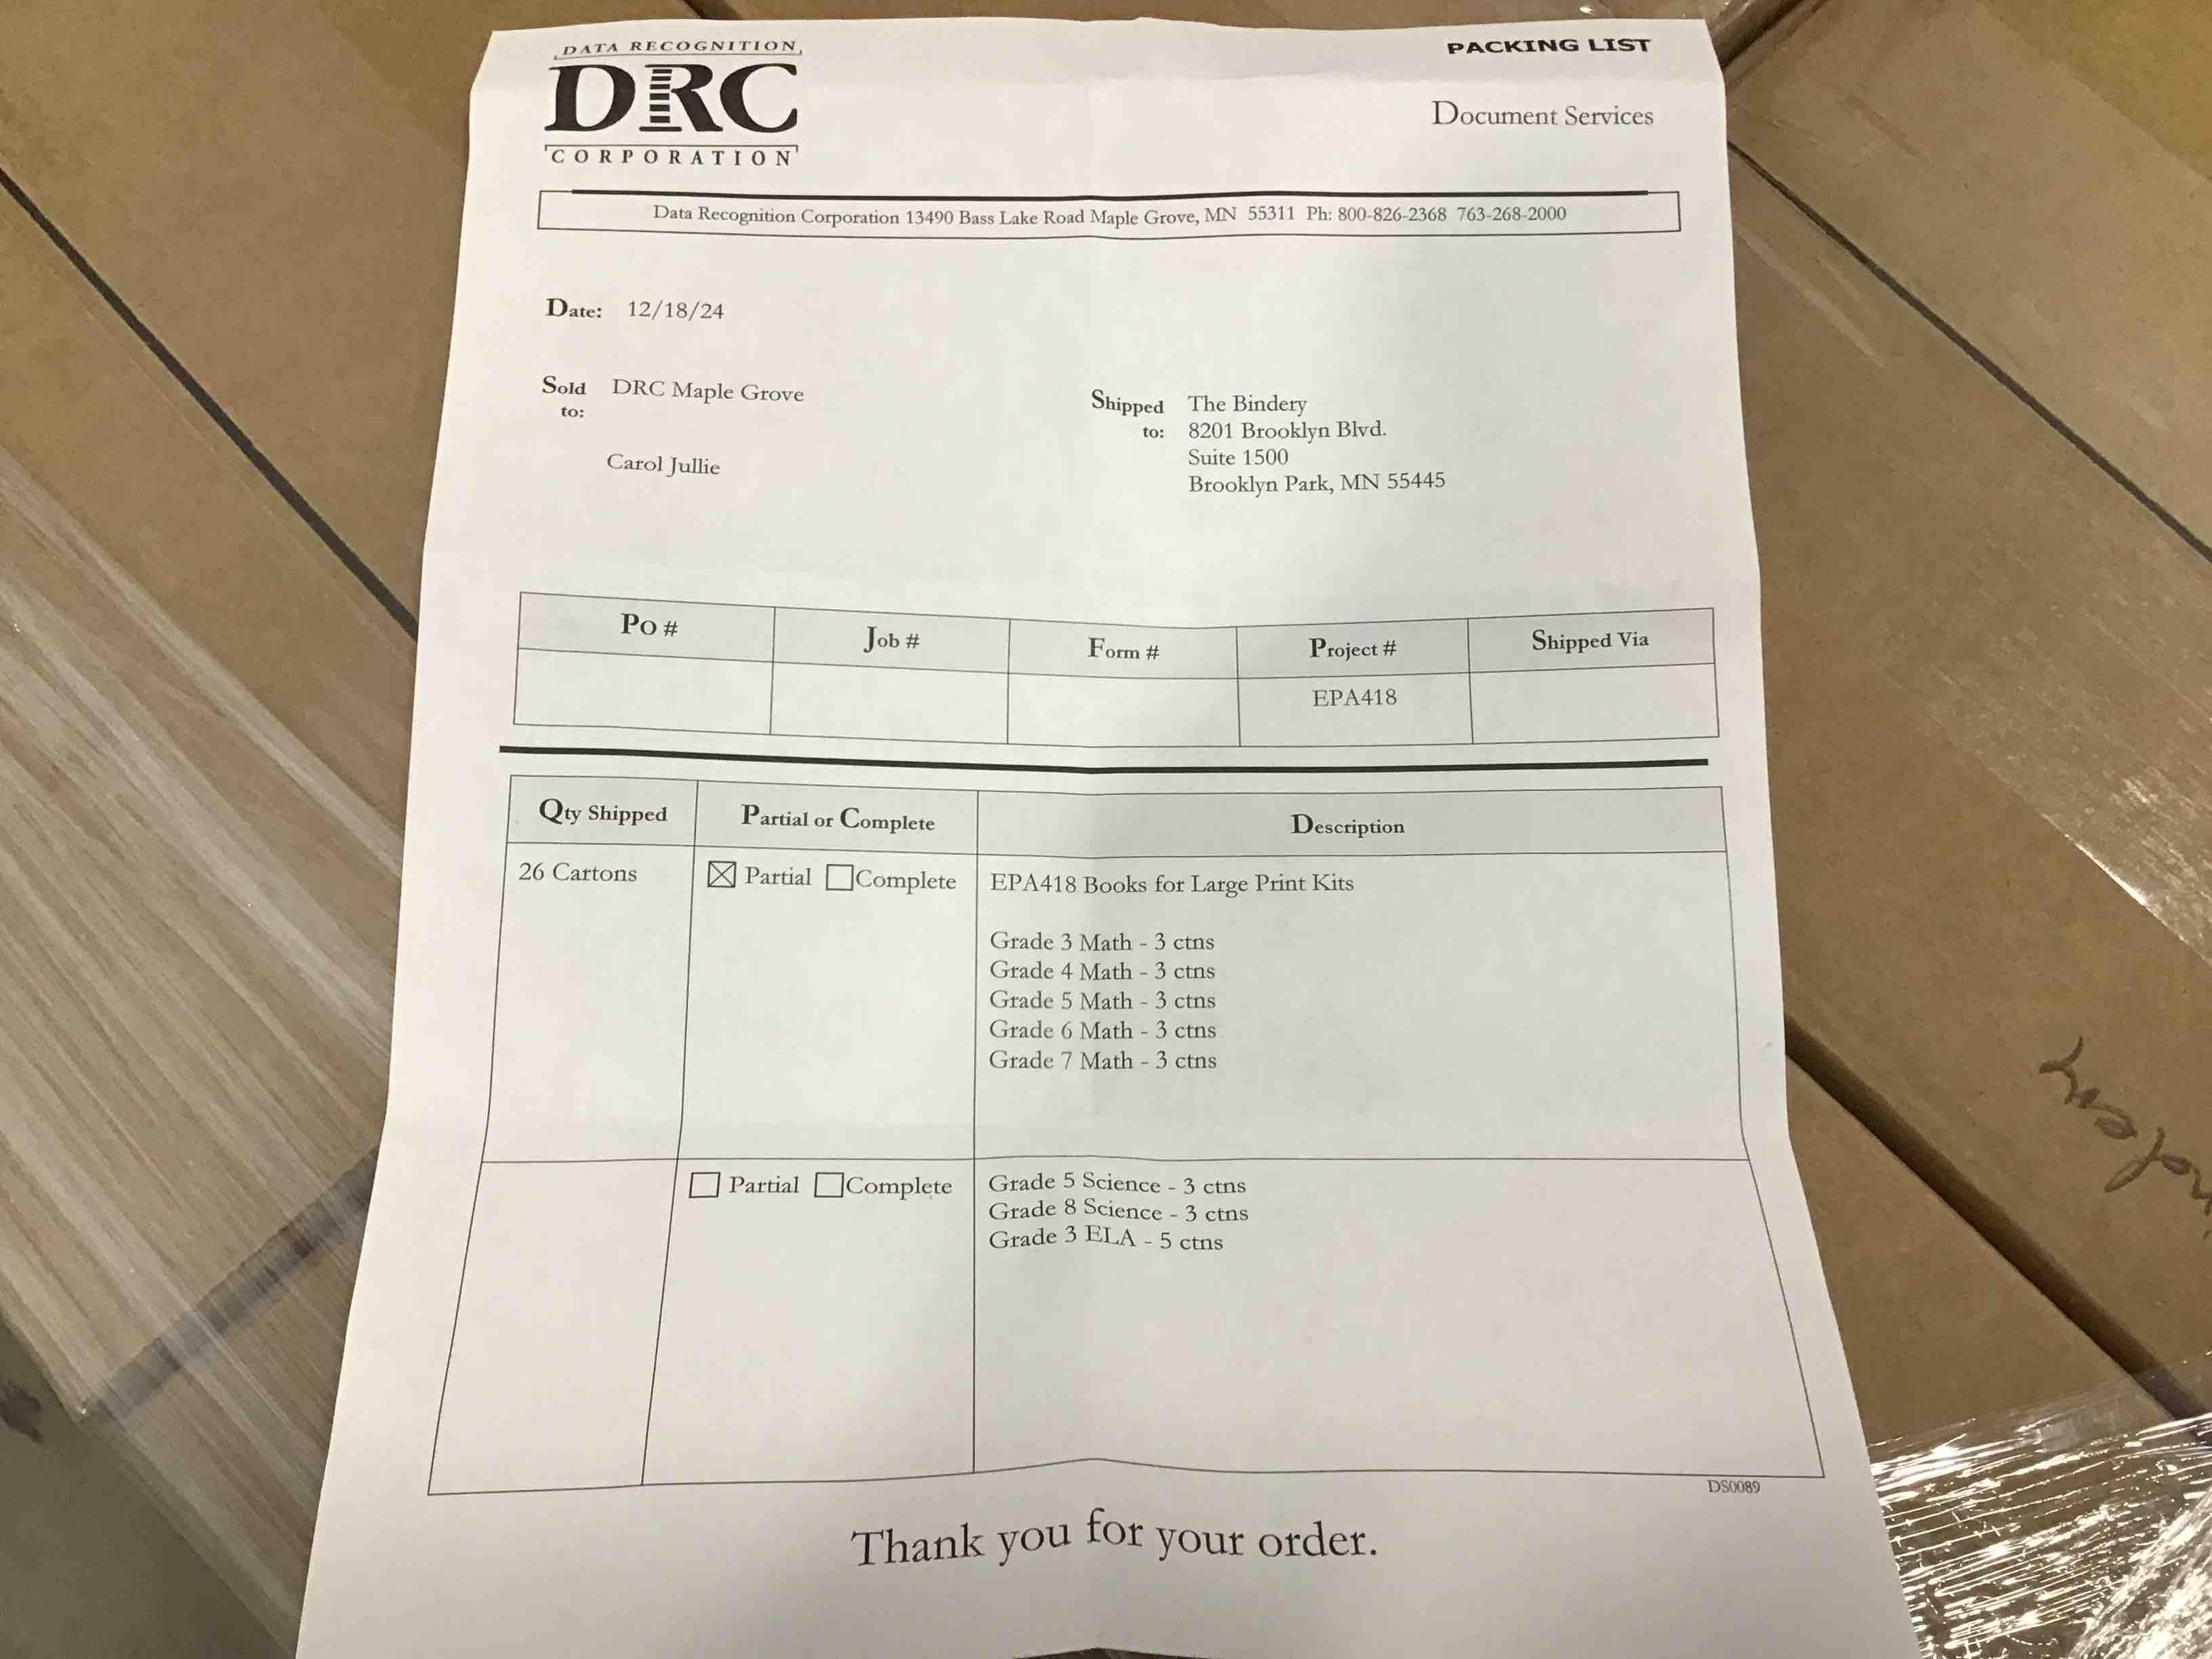 DATA RECOGNITION
DRC
CORPORATION
PACKING LIST
Document Services
Data Recognition Corporation 13490 Bass Lake Road Maple Grove, MN 55311 Ph: 800-826-2368 763-268-2000
Date: 12/18/24
Sold to: DRC Maple Grove
Carol Jullie
Shipped to: The Bindery
8201 Brooklyn Blvd.
Suite 1500
Brooklyn Park, MN 55445
Po # Job # Form # Project # Shipped Via
EPA418
Qty Shipped Partial or Complete Description
26 Cartons ☒ Partial ☐ Complete EPA418 Books for Large Print Kits
Grade 3 Math - 3 ctns
Grade 4 Math - 3 ctns
Grade 5 Math - 3 ctns
Grade 6 Math - 3 ctns
Grade 7 Math - 3 ctns
☐ Partial ☐ Complete Grade 5 Science - 3 ctns
Grade 8 Science - 3 ctns
Grade 3 ELA - 5 ctns
DS0089
Thank you for your order.